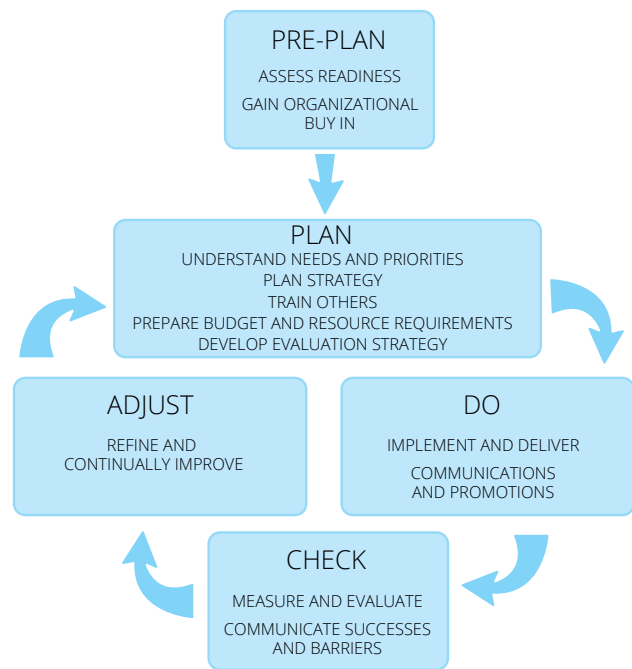 PRE-PLAN
ASSESS READINESS
GAIN ORGANIZATIONAL
BUY IN
PLAN
UNDERSTAND NEEDS AND PRIORITIES
PLAN STRATEGY
TRAIN OTHERS
PREPARE BUDGET AND RESOURCE REQUIREMENTS
DEVELOP EVALUATION STRATEGY
ADJUST
REFINE AND
CONTINUALLY IMPROVE
DO
IMPLEMENT AND DELIVER
COMMUNICATIONS
AND PROMOTIONS
CHECK
MEASURE AND EVALUATE
COMMUNICATE SUCCESSES
AND BARRIERS